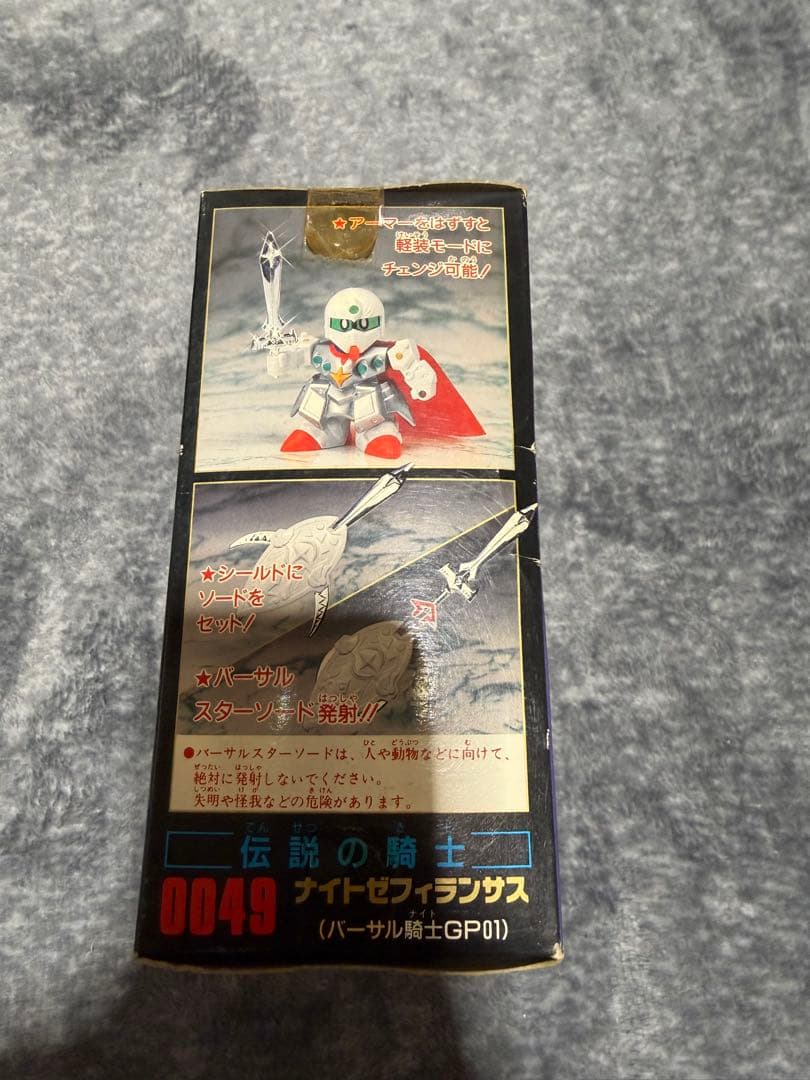 ★アーマーをはずすと
軽装モードに
チェンジ可能!
★シールドに
ソードを
セット!
★バーサル
スターソード発射!!
●バーサルスターソードは、人や動物などに向けて、
絶対に発射しないでください。
失明や怪我などの危険があります。
伝説の騎士
0049 ナイトゼフィランサス
(バーサル騎士GP01)